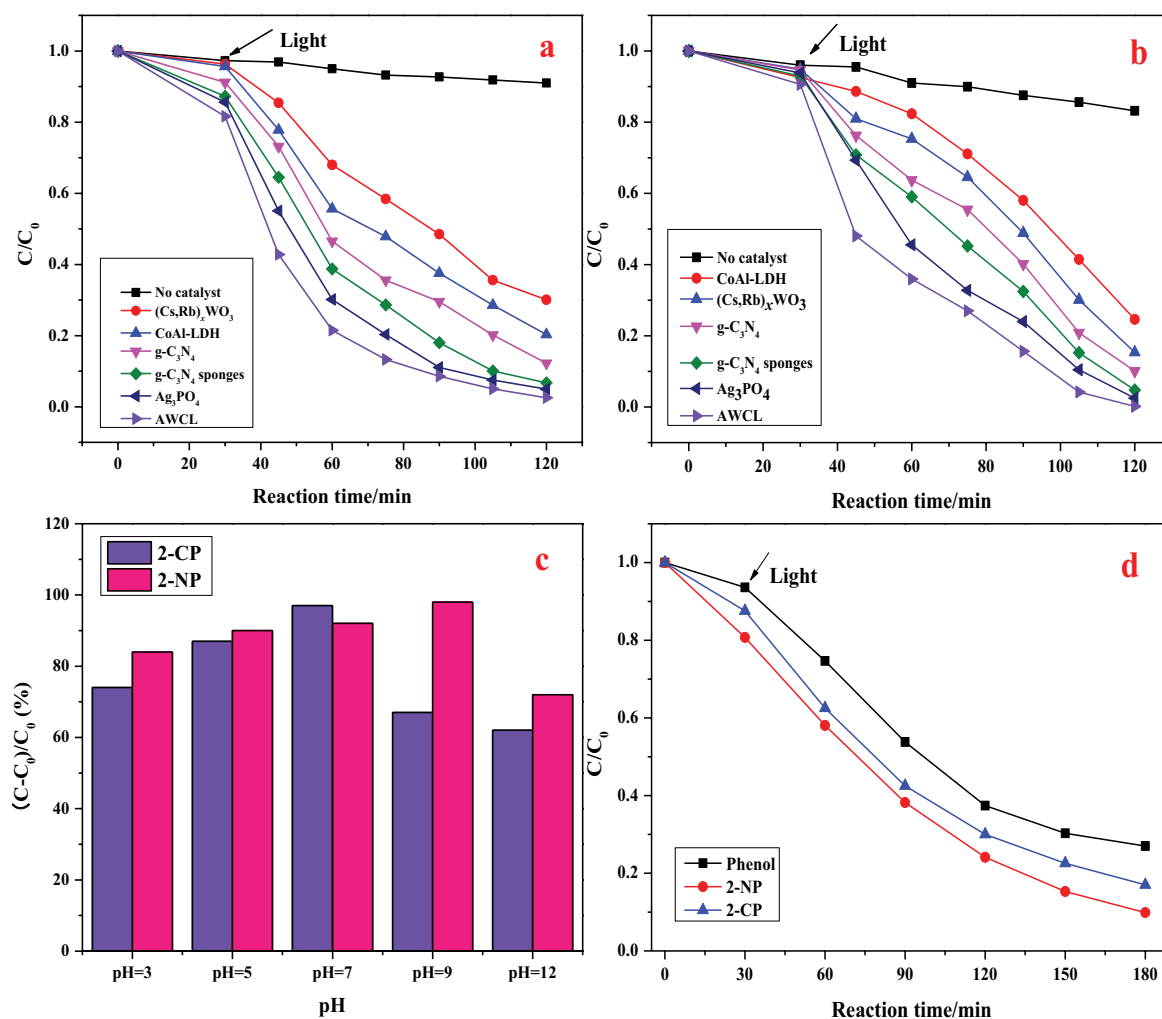 a
Light
1.0
0.8
0.6
0.4
0.2
0.0
C/C₀
No catalyst
(Cs,Rb)ₓWO₃
CoAl-LDH
g-C₃N₄
g-C₃N₄ sponges
Ag₃PO₄
AWCL
0 20 40 60 80 100 120
Reaction time/min
b
Light
1.0
0.8
0.6
0.4
0.2
0.0
C/C₀
No catalyst
CoAl-LDH
(Cs,Rb)ₓWO₃
g-C₃N₄
g-C₃N₄ sponges
Ag₃PO₄
AWCL
0 20 40 60 80 100 120
Reaction time/min
c
2-CP
2-NP
120
100
80
60
40
20
0
(C-C₀)/C₀ (%)
pH=3 pH=5 pH=7 pH=9 pH=12
pH
d
Light
1.0
0.8
0.6
0.4
0.2
0.0
C/C₀
Phenol
2-NP
2-CP
0 30 60 90 120 150 180
Reaction time/min